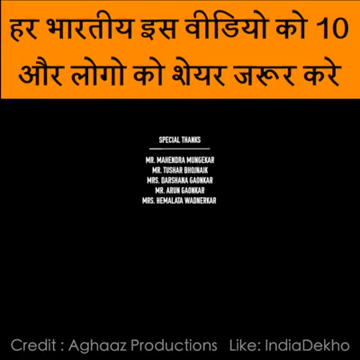 हर भारतीय इस वीडियो को 10
और लोगो को शेयर जरूर करे
SPECIAL THANKS
MR. MAHENDRA MUNGEKAR
MR. TUSHAR BHOJNAIK
MRS. DARSHANA GAONKAR
MR. ARUN GAONKAR
MRS. HEMALATA WADNERKAR
Credit : Aghaaz Productions Like: IndiaDekho